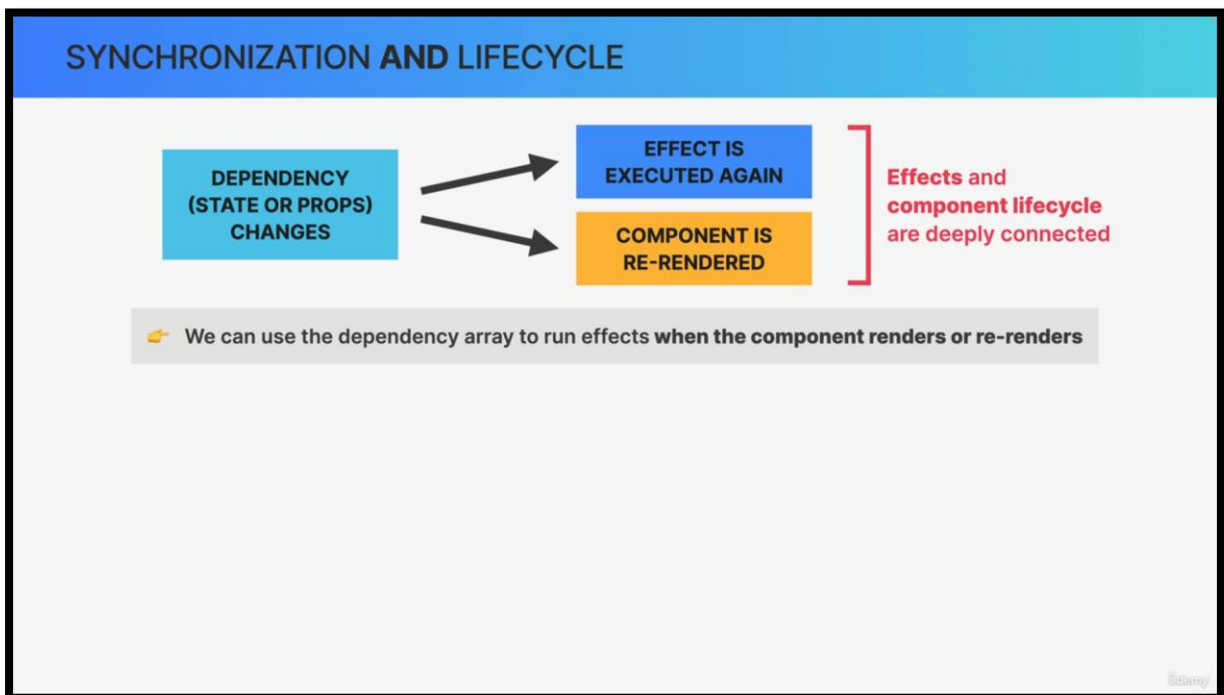 SYNCHRONIZATION AND LIFECYCLE
DEPENDENCY
(STATE OR PROPS)
CHANGES
EFFECT IS
EXECUTED AGAIN
COMPONENT IS
RE-RENDERED
Effects and
component lifecycle
are deeply connected
👉 We can use the dependency array to run effects when the component renders or re-renders
Udemy